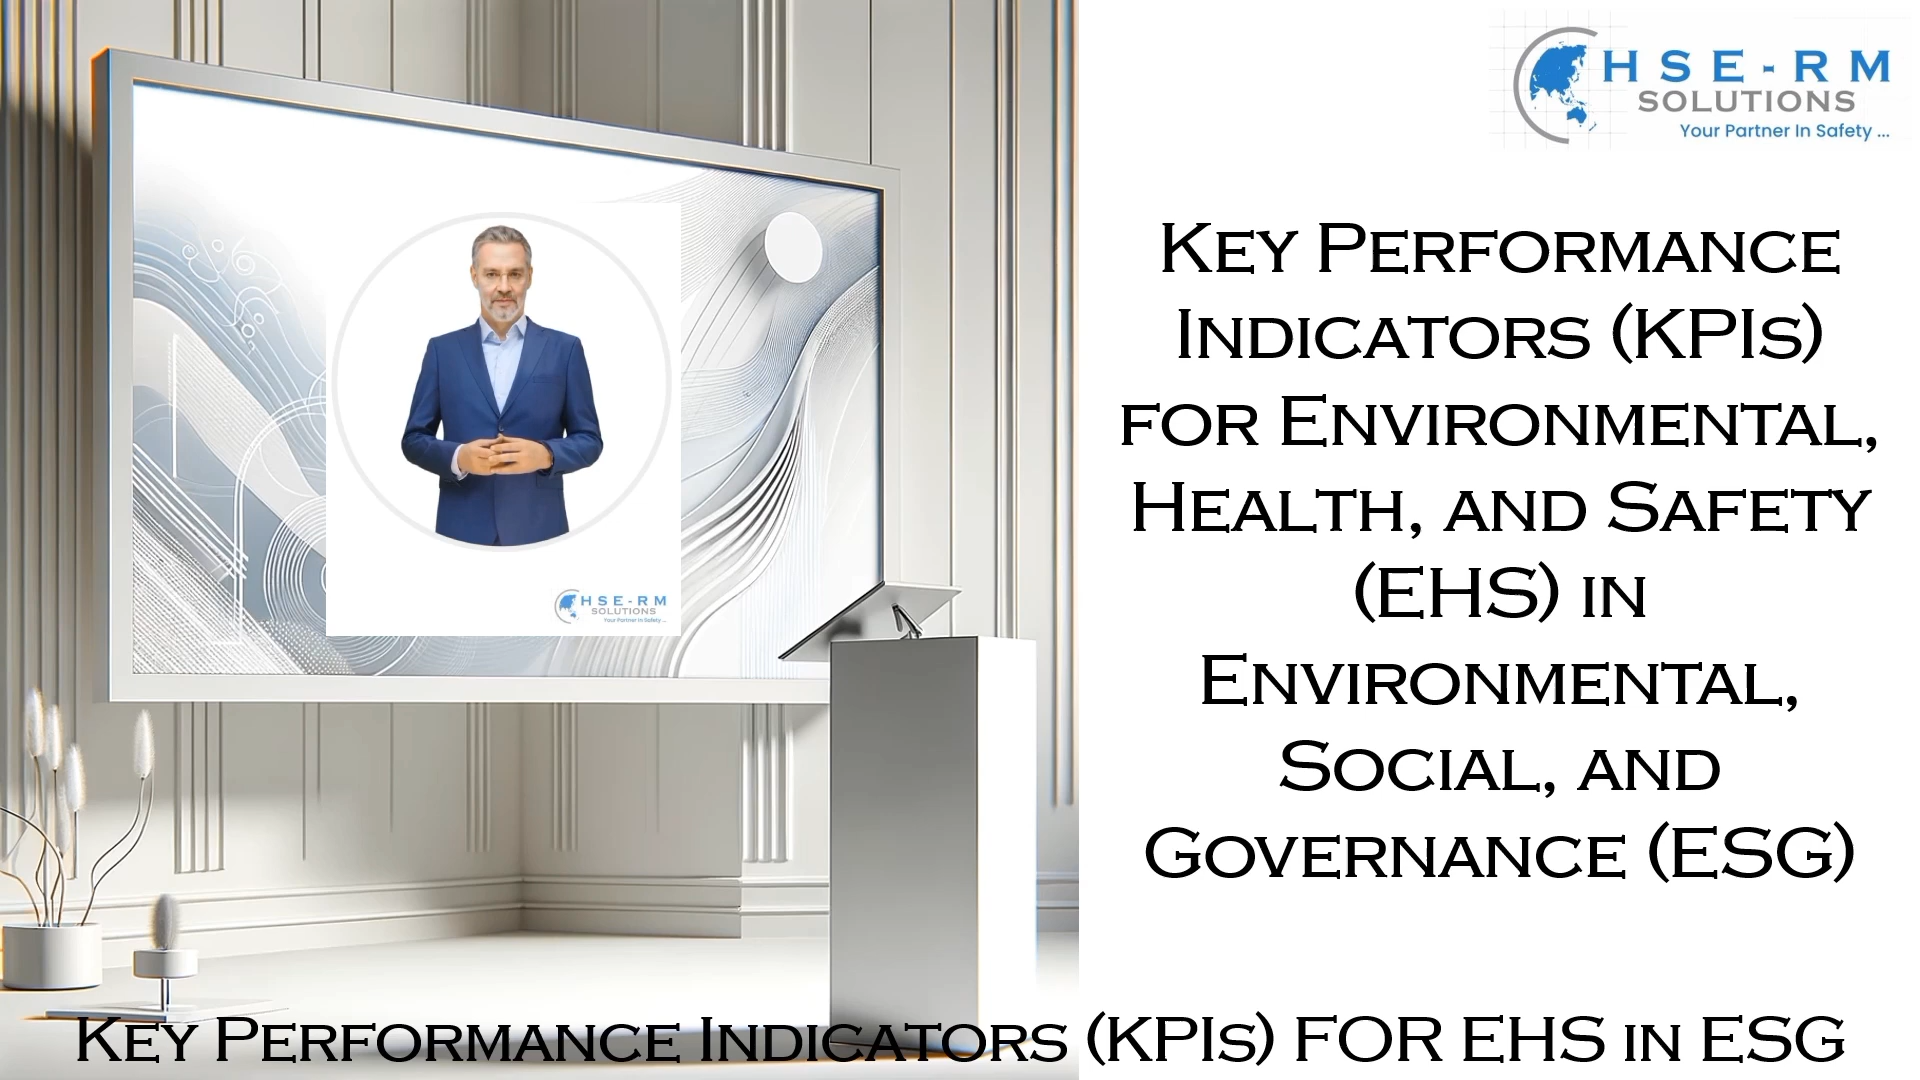 HSE-RM
SOLUTIONS
Your Partner In Safety ...
Key Performance
Indicators (KPIs)
for Environmental,
Health, and Safety
(EHS) in
Environmental,
Social, and
Governance (ESG)
HSE-RM
SOLUTIONS
Your Partner In Safety ...
Key Performance Indicators (KPIs) FOR EHS in ESG